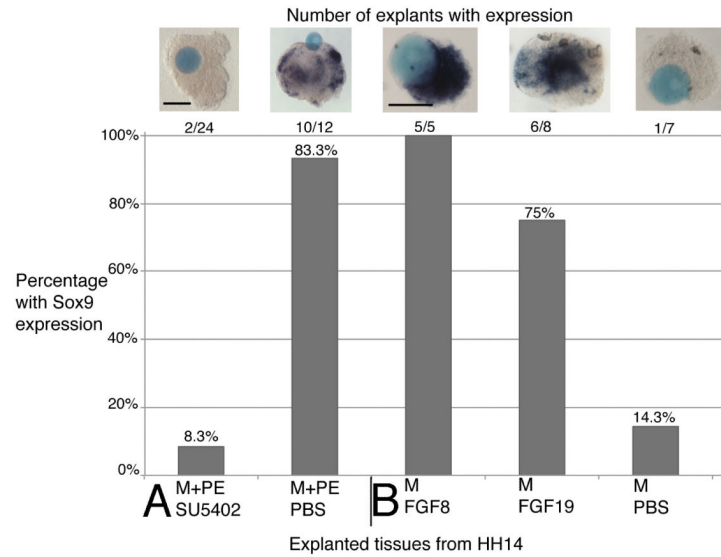 Number of explants with expression
2/24 10/12 5/5 6/8 1/7
100%
83.3%
80%
75%
60%
Percentage
with Sox9
expression
40%
20%
14.3%
8.3%
0%
A M+PE
SU5402
M+PE
PBS
B M
FGF8
M
FGF19
M
PBS
Explanted tissues from HH14